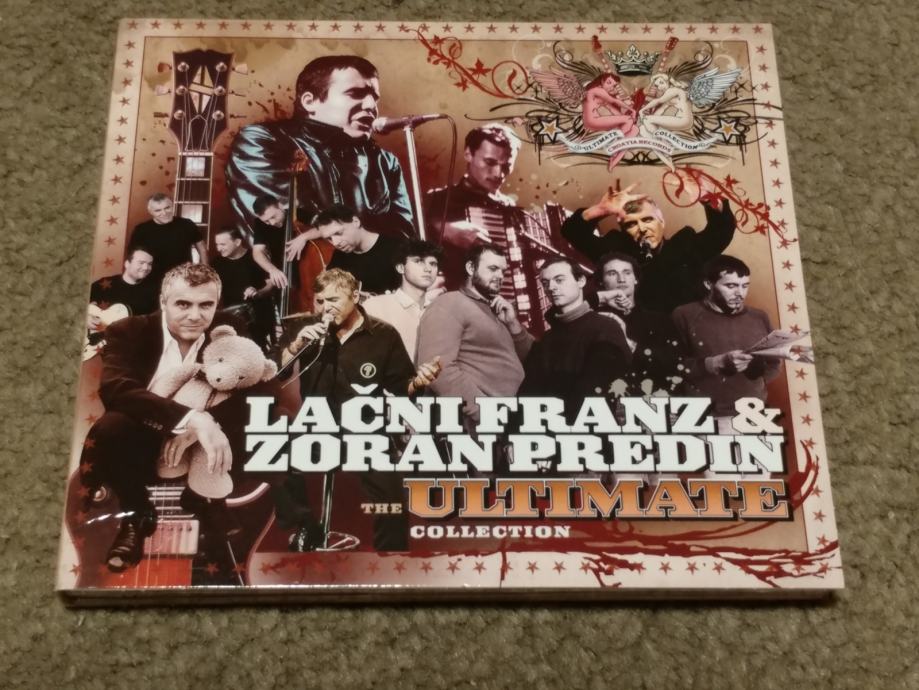 ULTIMATE COLLECTION
CROATIA RECORDS
LAČNI FRANZ &
ZORAN PREDIN
THE ULTIMATE
COLLECTION